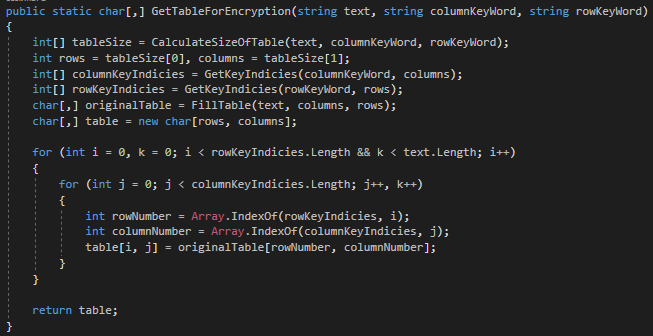 public static char[,] GetTableForEncryption(string text, string columnKeyWord, string rowKeyWord)
{
int[] tableSize = CalculateSizeOfTable(text, columnKeyWord, rowKeyWord);
int rows = tableSize[0], columns = tableSize[1];
int[] columnKeyIndicies = GetKeyIndicies(columnKeyWord, columns);
int[] rowKeyIndicies = GetKeyIndicies(rowKeyWord, rows);
char[,] originalTable = FillTable(text, columns, rows);
char[,] table = new char[rows, columns];
for (int i = 0, k = 0; i < rowKeyIndicies.Length && k < text.Length; i++)
{
for (int j = 0; j < columnKeyIndicies.Length; j++, k++)
{
int rowNumber = Array.IndexOf(rowKeyIndicies, i);
int columnNumber = Array.IndexOf(columnKeyIndicies, j);
table[i, j] = originalTable[rowNumber, columnNumber];
}
}
return table;
}